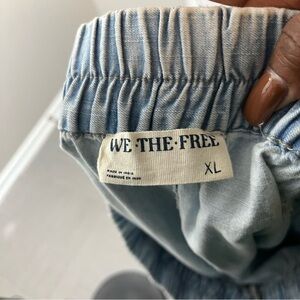 WE·THE·FREE
XL
MADE IN INDIA
FABRIQUÉ EN INDE